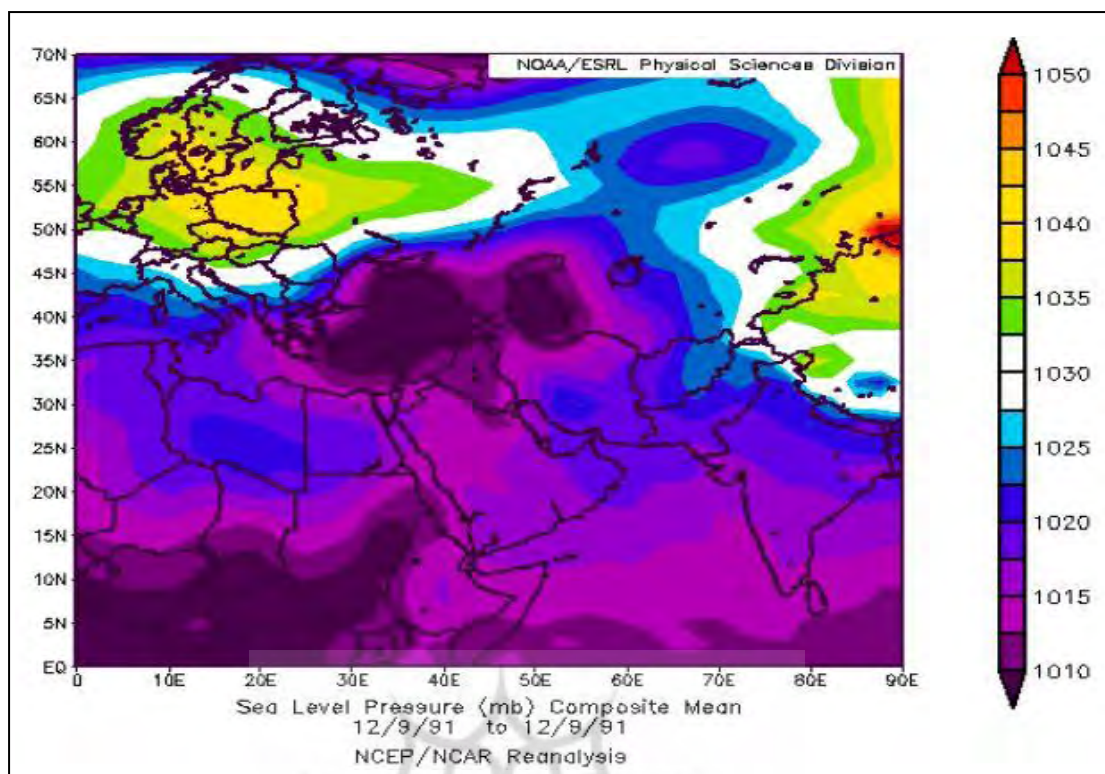 NOAA/ESRL Physical Sciences Division
70N
65N
60N
55N
50N
45N
40N
35N
30N
25N
20N
15N
10N
5N
EQ
0 10E 20E 30E 40E 50E 60E 70E 80E 90E
1050
1045
1040
1035
1030
1025
1020
1015
1010
Sea Level Pressure (mb) Composite Mean
12/9/91 to 12/9/91
NCEP/NCAR Reanalysis